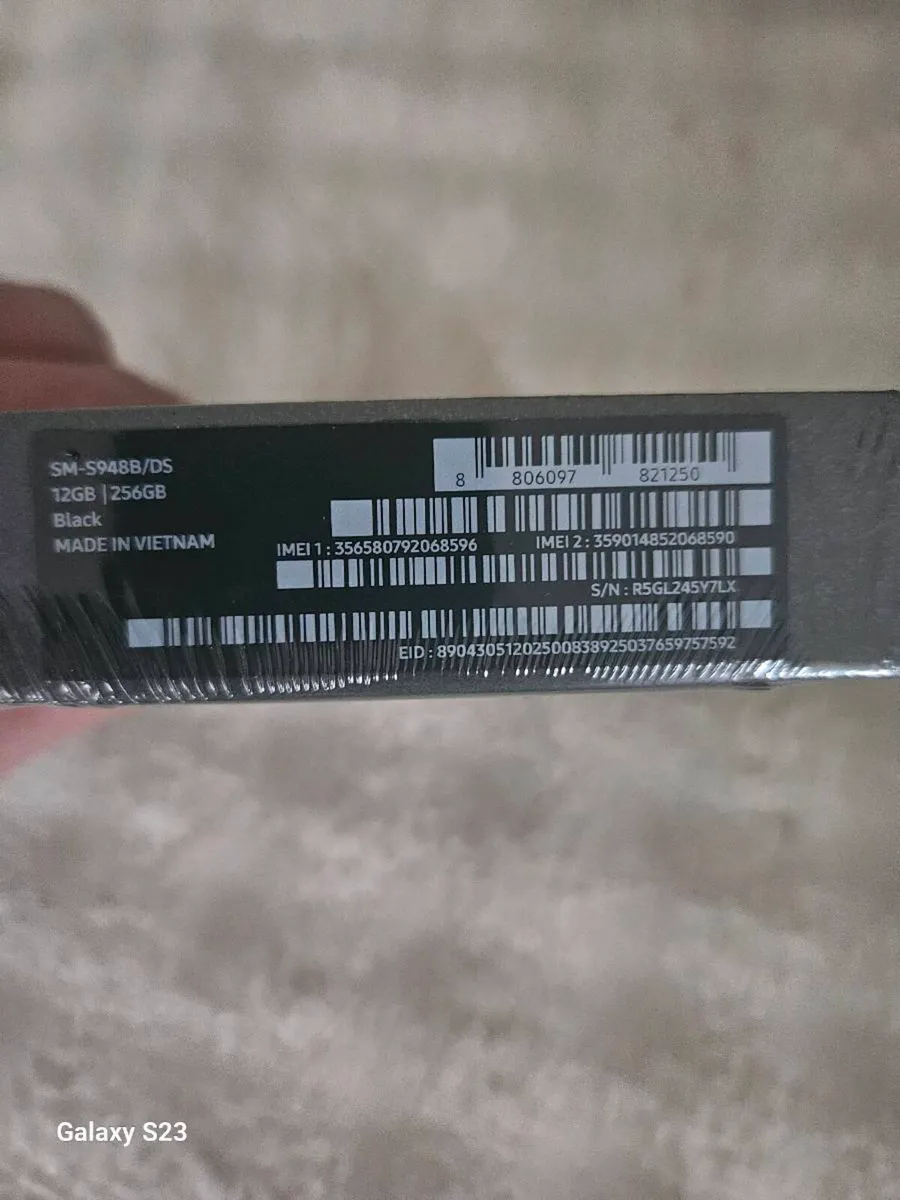 SM-S948B/DS
12GB | 256GB
Black
MADE IN VIETNAM
8 806097 821250
IMEI 1 : 356580792068596 IMEI 2 : 359014852068590
S/N : R5GL245Y7LX
EID : 89043051202500838925037659757592
Galaxy S23